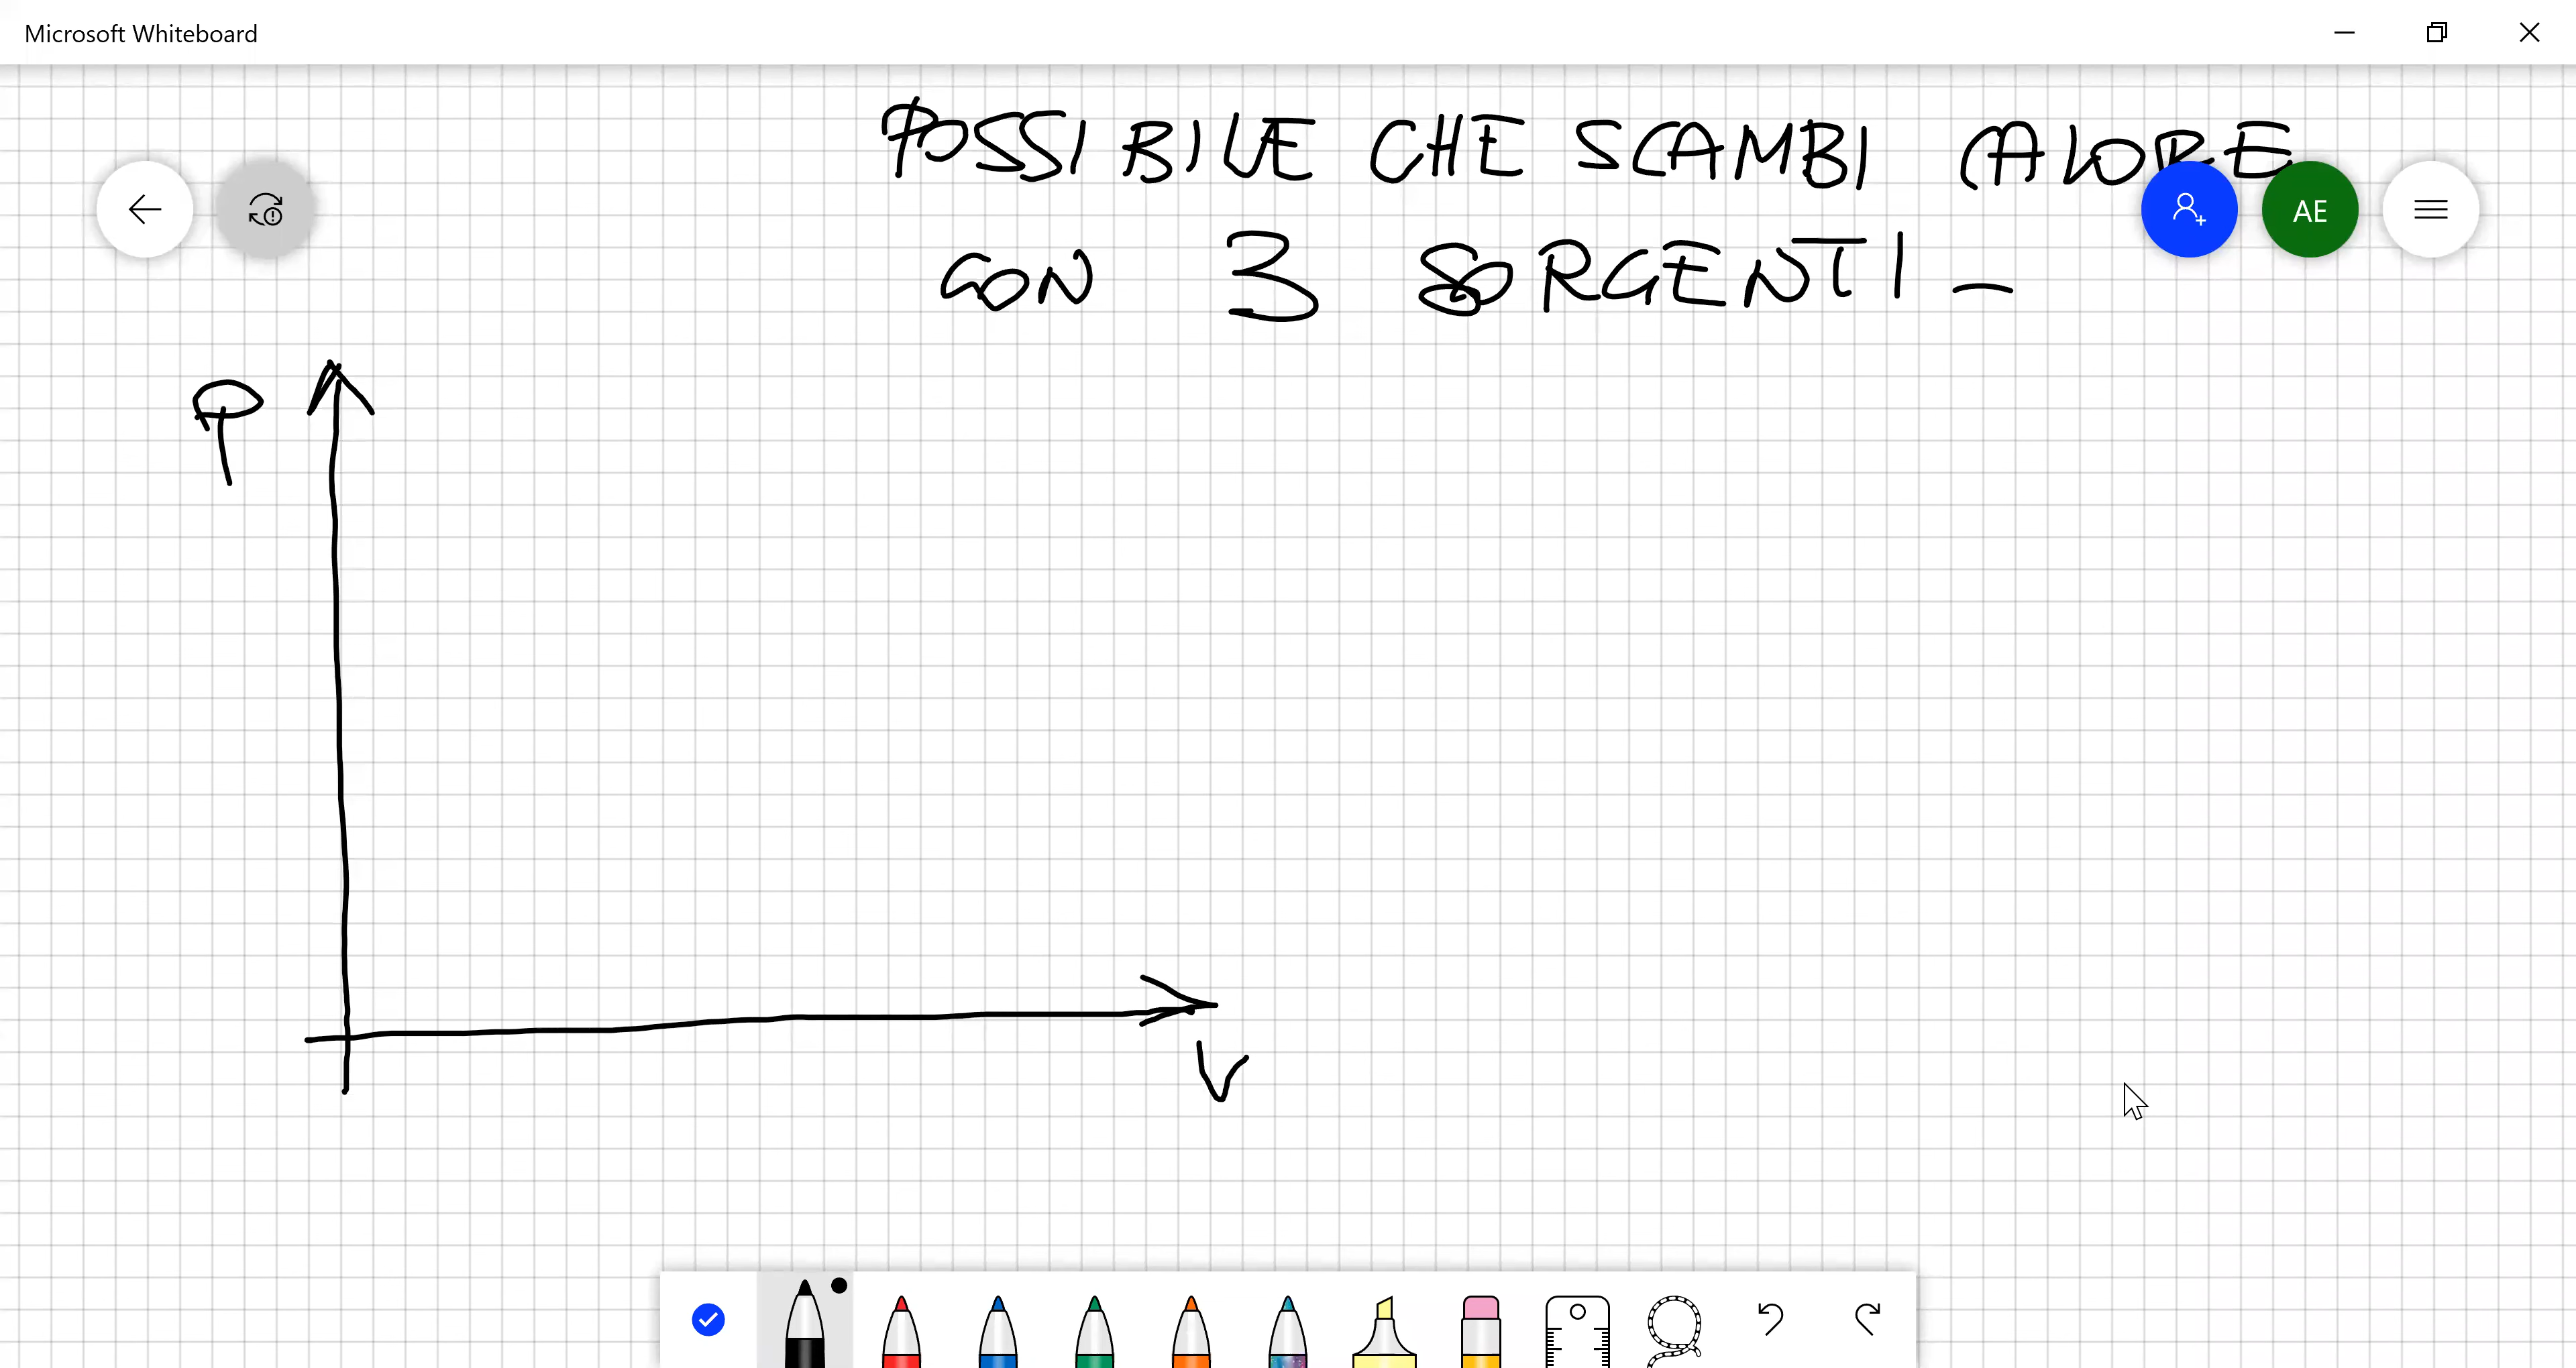 Microsoft Whiteboard
POSSIBILE CHE SCAMBI CALORE
CON 3 SORGENTI -
AE
P
V